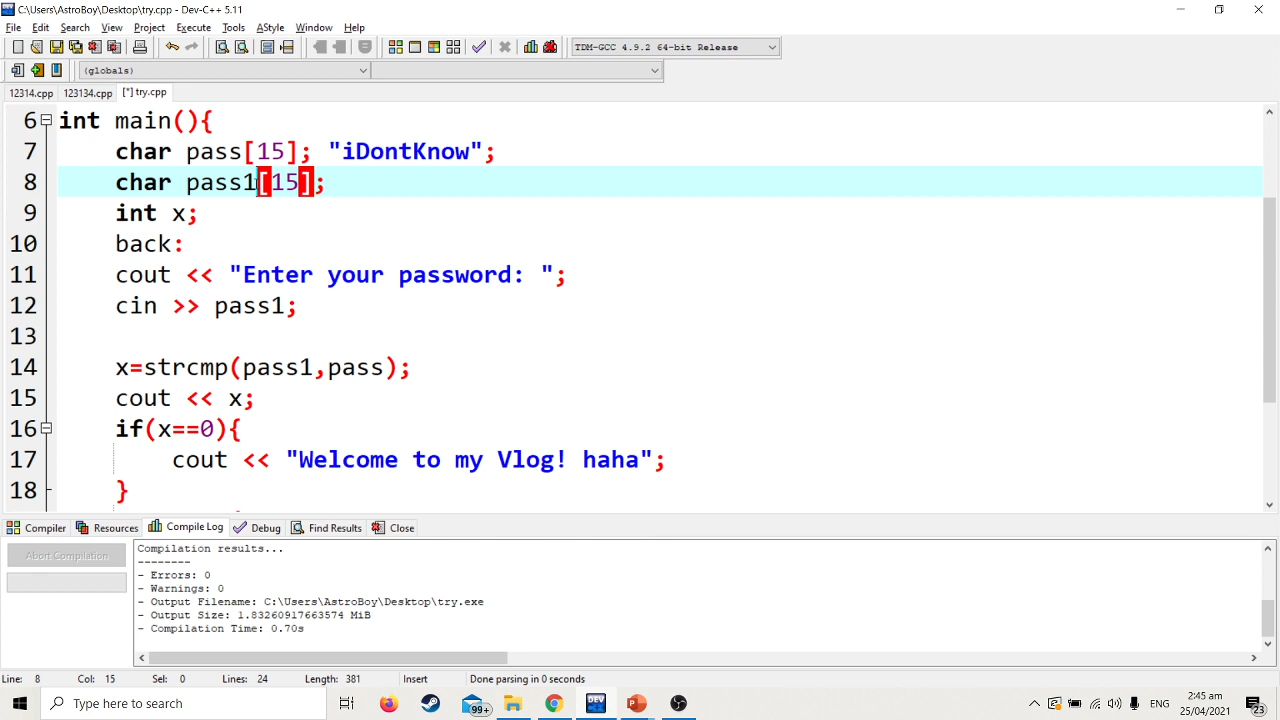 C:\Users\AstroBoy\Desktop\try.cpp - Dev-C++ 5.11
File Edit Search View Project Execute Tools AStyle Window Help
TDM-GCC 4.9.2 64-bit Release
(globals)
12314.cpp 123134.cpp [*] try.cpp
6 int main(){
7 char pass[15]; "iDontKnow";
8 char pass1[15];
9 int x;
10 back:
11 cout << "Enter your password: ";
12 cin >> pass1;
13
14 x=strcmp(pass1,pass);
15 cout << x;
16 if(x==0){
17 cout << "Welcome to my Vlog! haha";
18 }
Compiler Resources Compile Log Debug Find Results Close
Abort Compilation
Compilation results...
--------
- Errors: 0
- Warnings: 0
- Output Filename: C:\Users\AstroBoy\Desktop\try.exe
- Output Size: 1.83260917663574 MiB
- Compilation Time: 0.70s
Line: 8 Col: 15 Sel: 0 Lines: 24 Length: 381 Insert Done parsing in 0 seconds
Type here to search
99+
ENG
2:45 am
25/04/2021
23